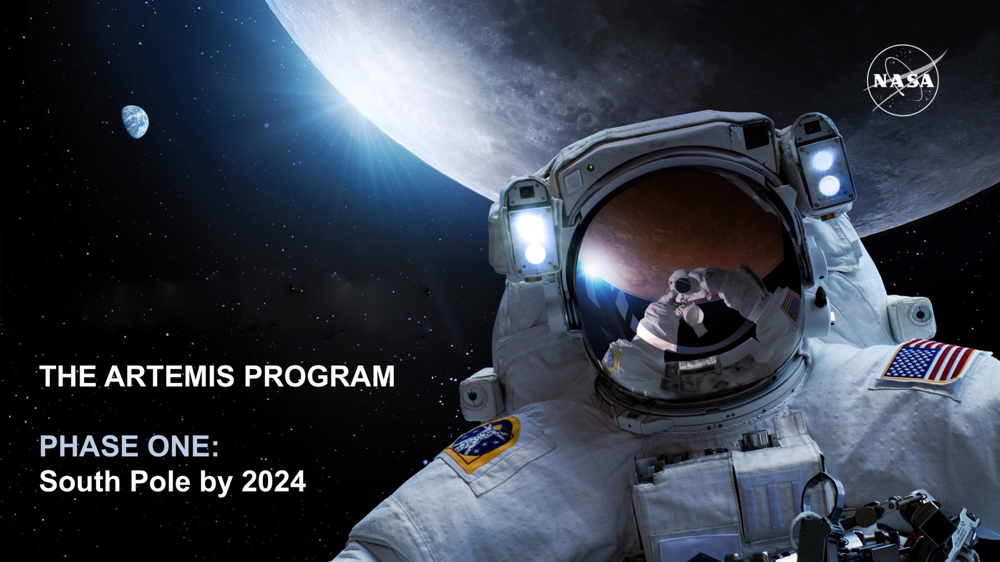 NASA
THE ARTEMIS PROGRAM
PHASE ONE:
South Pole by 2024